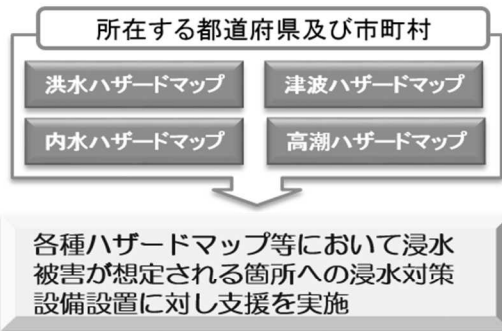 所在する都道府県及び市町村
洪水ハザードマップ
津波ハザードマップ
内水ハザードマップ
高潮ハザードマップ
各種ハザードマップ等において浸水
被害が想定される箇所への浸水対策
設備設置に対し支援を実施